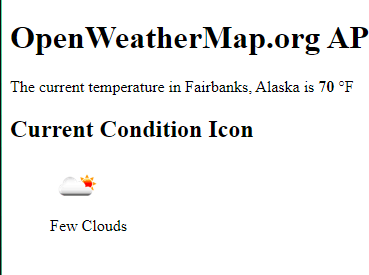 OpenWeatherMap.org AP
The current temperature in Fairbanks, Alaska is 70 °F
Current Condition Icon
Few Clouds